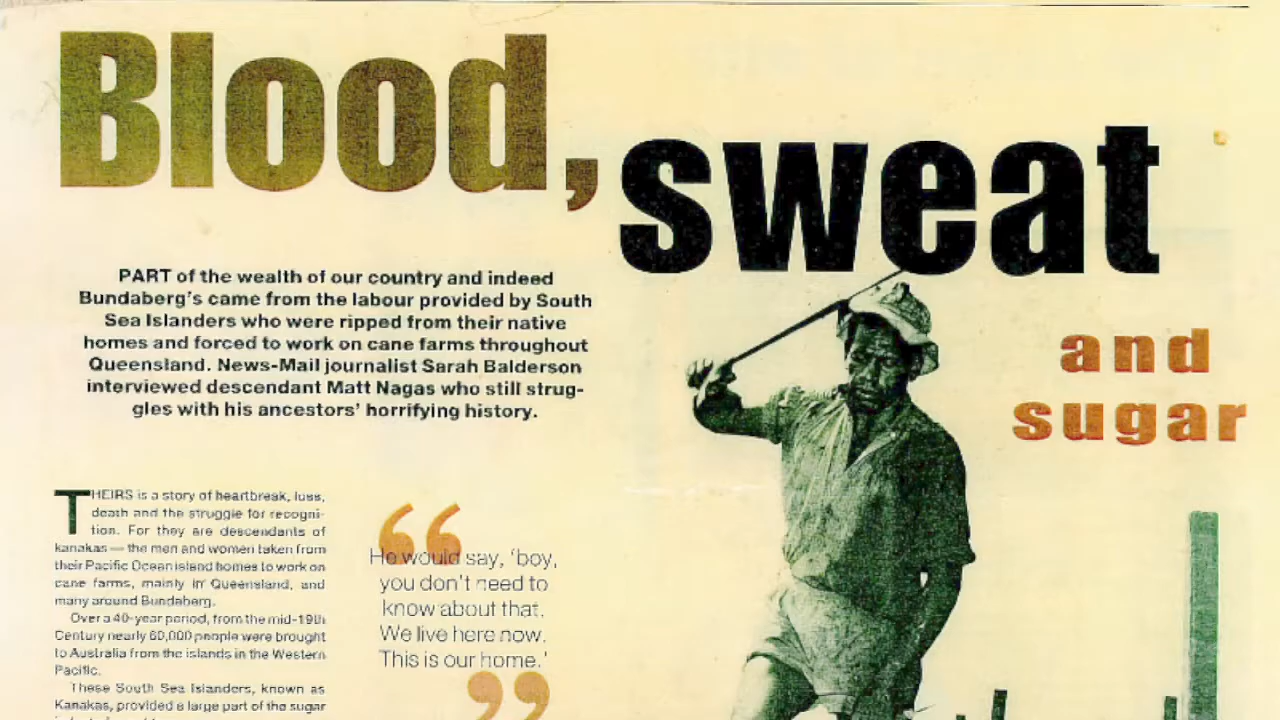 Blood,
sweat
and
sugar
PART of the wealth of our country and indeed
Bundaberg's came from the labour provided by South
Sea Islanders who were ripped from their native
homes and forced to work on cane farms throughout
Queensland. News-Mail journalist Sarah Balderson
interviewed descendant Matt Nagas who still strug-
gles with his ancestors' horrifying history.
THEIRS is a story of heartbreak, loss,
death and the struggle for recogni-
tion. For they are descendants of
kanakas — the men and women taken from
their Pacific Ocean island homes to work on
cane farms, mainly in Queensland, and
many around Bundaberg.
Over a 40-year period, from the mid-19th
Century nearly 60,000 people were brought
to Australia from the islands in the Western
Pacific.
These South Sea Islanders, known as
Kanakas, provided a large part of the sugar
“
He would say, ‘boy,
you don't need to
know about that.
We live here now.
This is our home.’
”